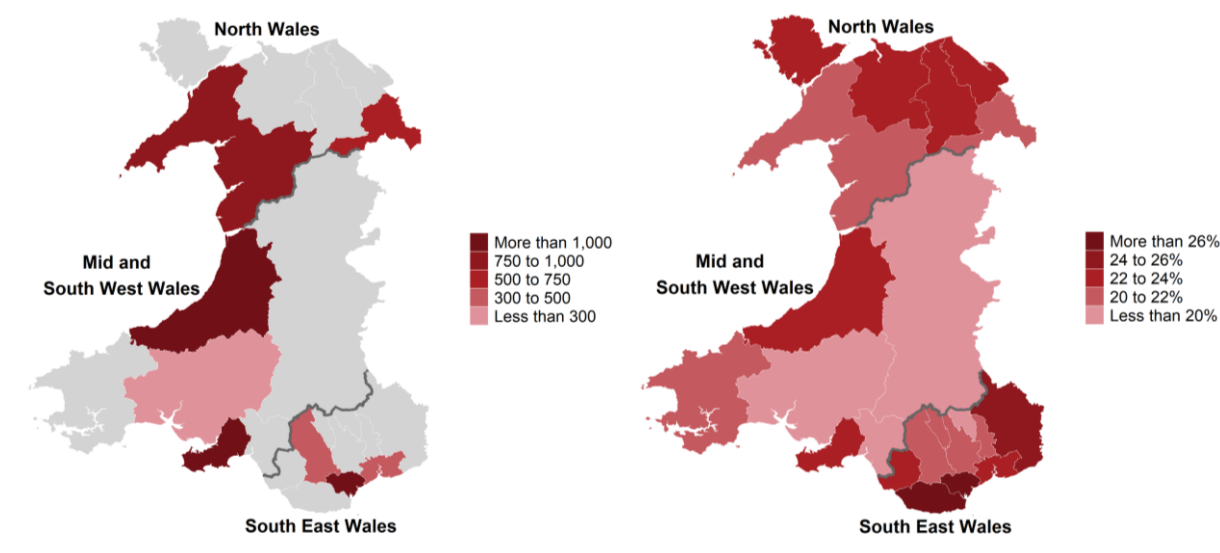 North Wales
Mid and
South West Wales
South East Wales
More than 1,000
750 to 1,000
500 to 750
300 to 500
Less than 300
North Wales
Mid and
South West Wales
South East Wales
More than 26%
24 to 26%
22 to 24%
20 to 22%
Less than 20%